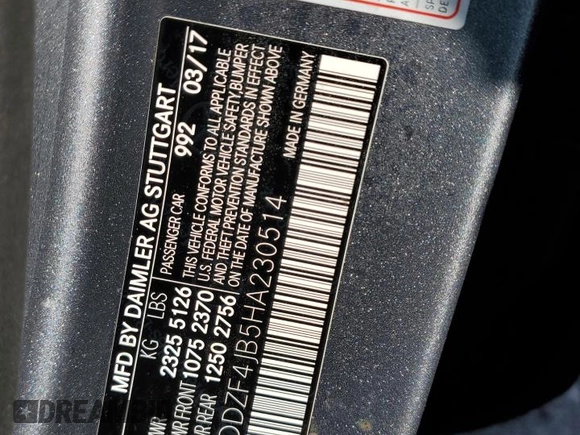 MFD BY DAIMLER AG STUTTGART
992 03/17
KG LBS
PASSENGER CAR
2325 5126
FRONT 1075 2370
REAR 1250 2756
THIS VEHICLE CONFORMS TO ALL APPLICABLE
U.S. FEDERAL MOTOR VEHICLE SAFETY, BUMPER
AND THEFT PREVENTION STANDARDS IN EFFECT
ON THE DATE OF MANUFACTURE SHOWN ABOVE
MADE IN GERMANY
DZF4JB5HA230514